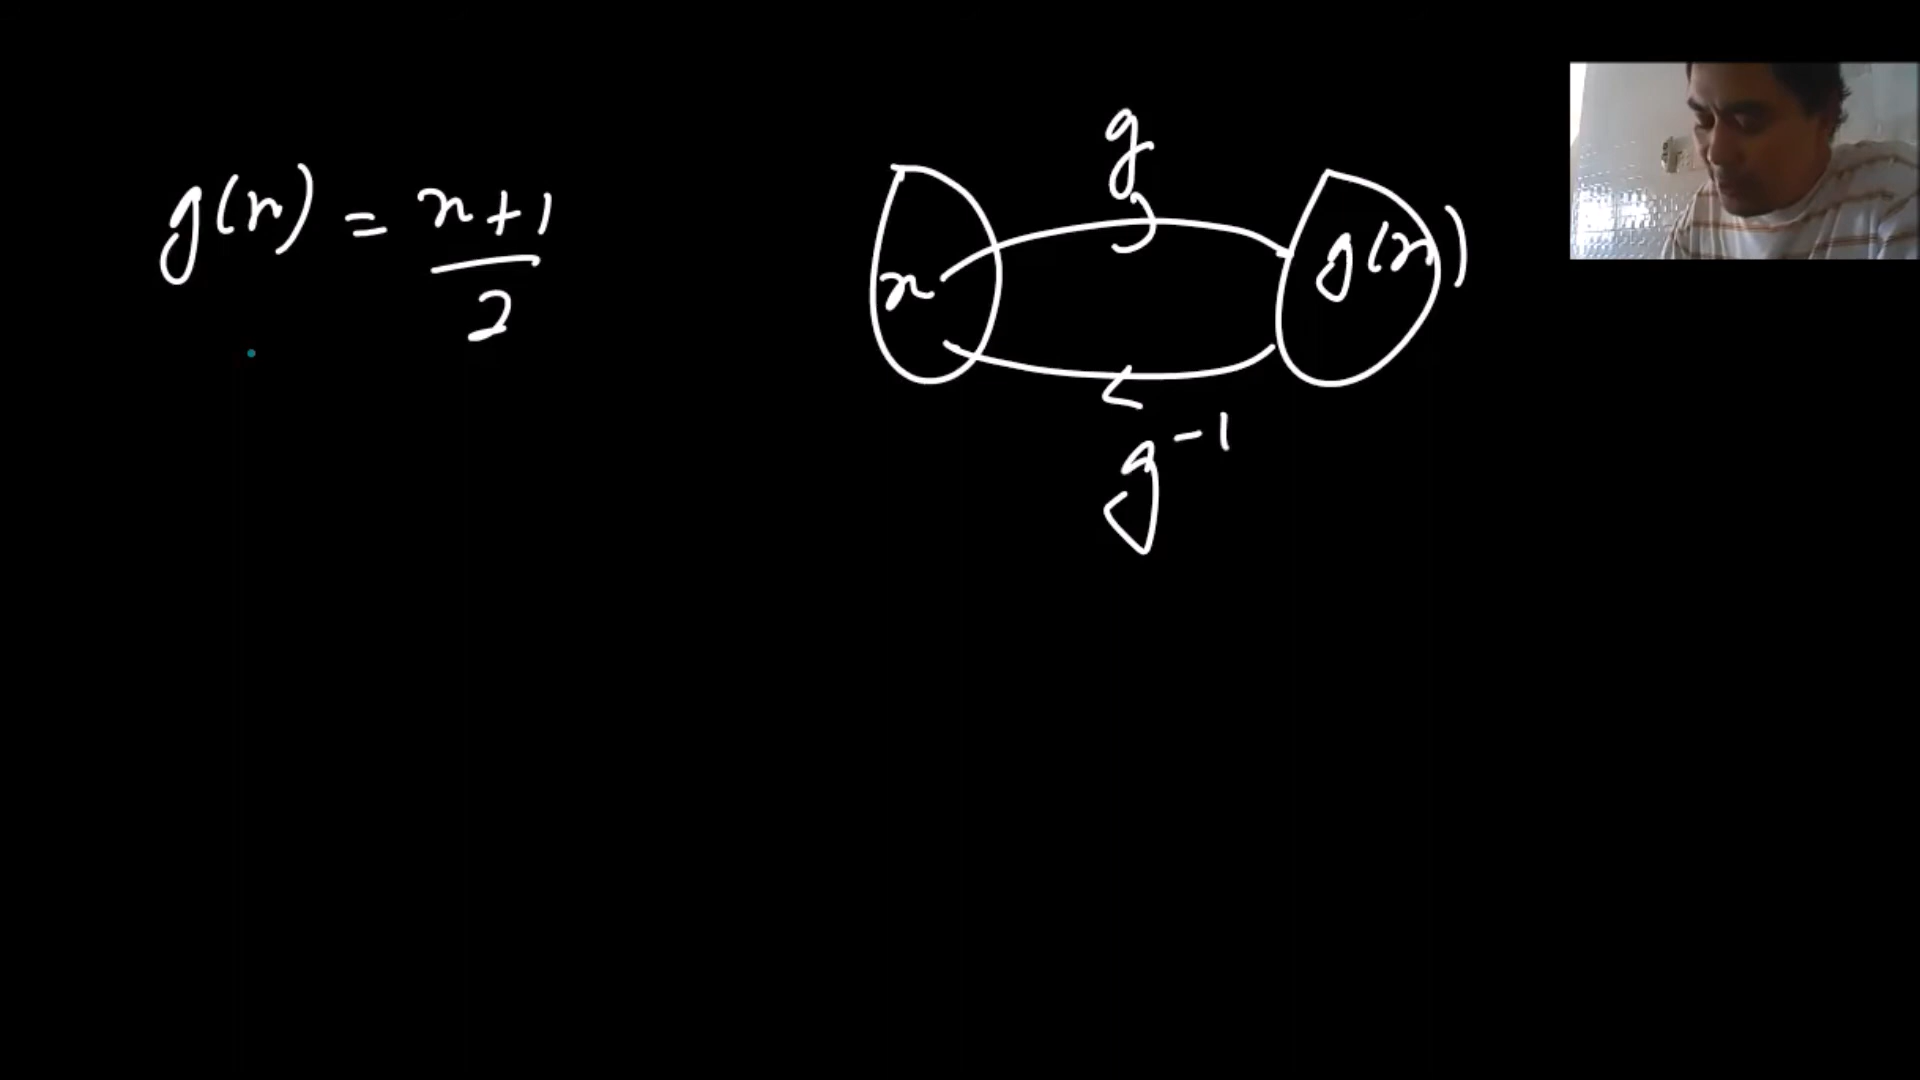 g(x) = x+1
2
g
x
g(x)
g⁻¹